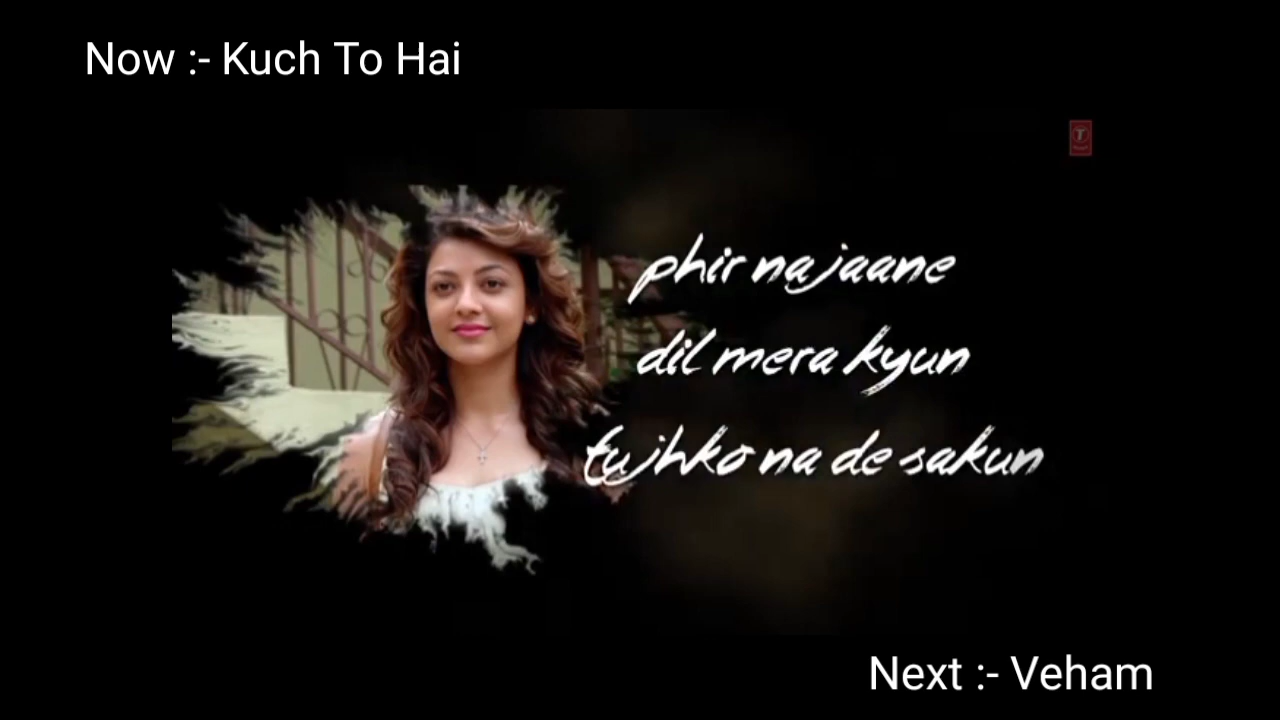 Now :- Kuch To Hai
phir na jaane
dil mera kyun
tujhko na de sakun
Next :- Veham